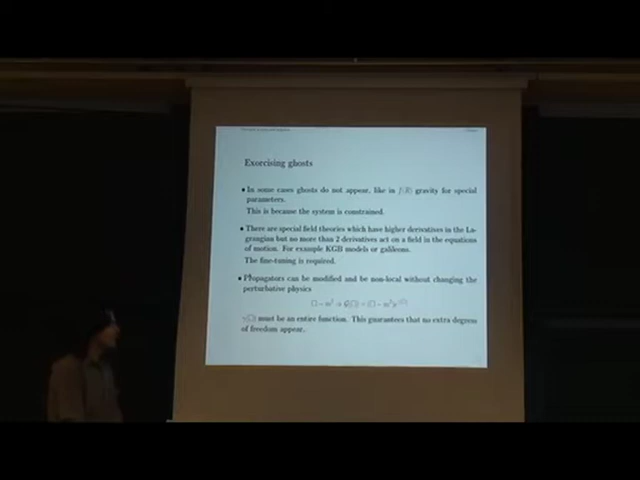 Exorcising ghosts
• In some cases ghosts do not appear, like in f(R) gravity for special
parameters.
This is because the system is constrained.
• There are special field theories which have higher derivatives in the La-
grangian but no more than 2 derivatives act on a field in the equations
of motion. For example KGB models or galileons.
The fine-tuning is required.
• Propagators can be modified and be non-local without changing the
perturbative physics
γ(□) must be an entire function. This guarantees that no extra degrees
of freedom appear.